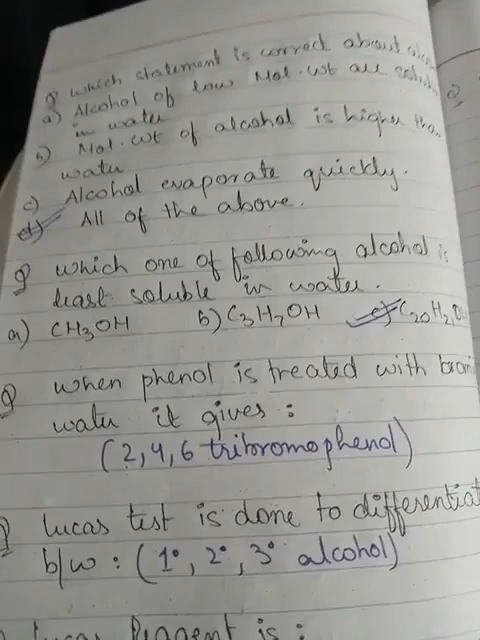 Q which statement is correct about
a) Alcohol of low Mol.wt are
in water
b) Mol.wt of alcohol is higher than
water
c) Alcohol evaporate quickly.
d) All of the above.
Q which one of following alcohol is
least soluble in water.
a) CH3OH b) C3H7OH c)
Q when phenol is treated with
water it gives :
(2,4,6 tribromophenol)
Q Lucas test is done to
b/w : (1°, 2°, 3° alcohol)
Lucas Reagent is :